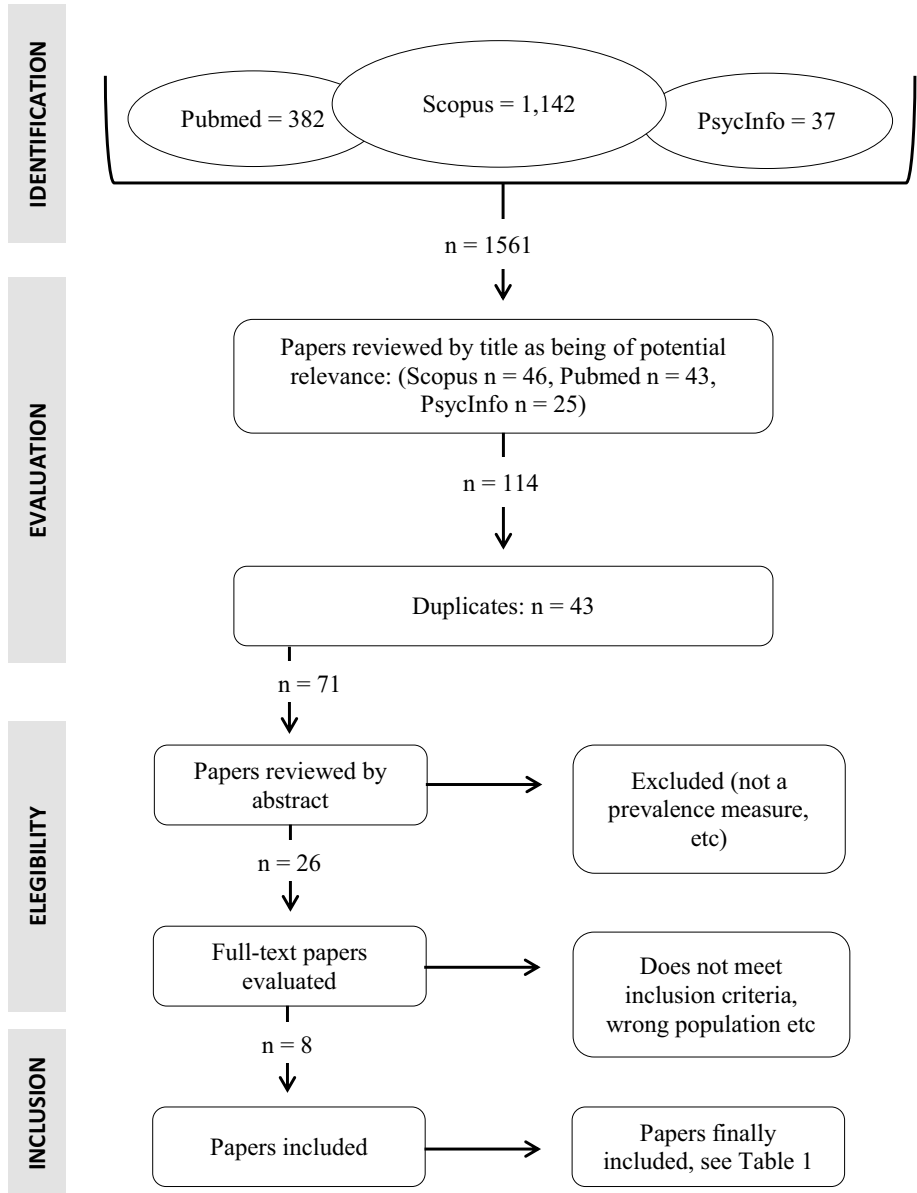 IDENTIFICATION
Pubmed = 382
Scopus = 1,142
PsycInfo = 37
n = 1561
EVALUATION
Papers reviewed by title as being of potential
relevance: (Scopus n = 46, Pubmed n = 43,
PsycInfo n = 25)
n = 114
Duplicates: n = 43
n = 71
ELEGIBILITY
Papers reviewed by
abstract
Excluded (not a
prevalence measure,
etc)
n = 26
Full-text papers
evaluated
Does not meet
inclusion criteria,
wrong population etc
n = 8
INCLUSION
Papers included
Papers finally
included, see Table 1